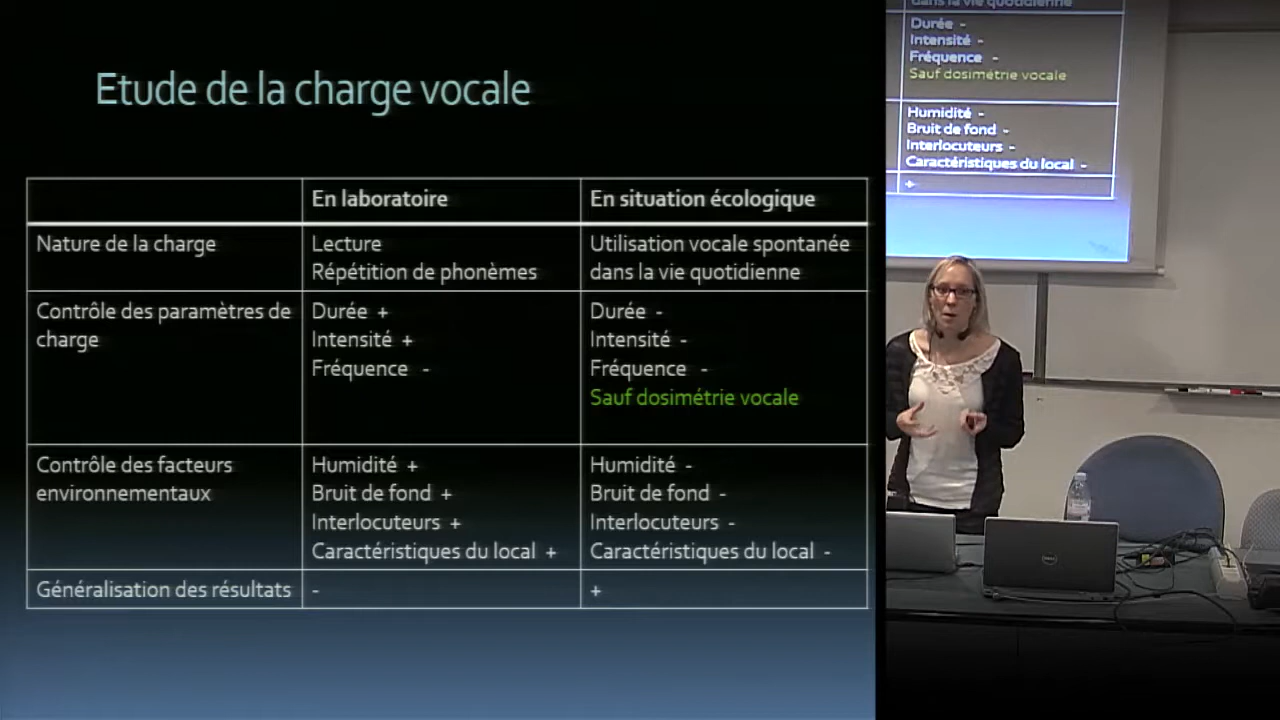 Etude de la charge vocale
En laboratoire
En situation écologique
Nature de la charge
Lecture
Répétition de phonèmes
Utilisation vocale spontanée
dans la vie quotidienne
Contrôle des paramètres de
charge
Durée +
Intensité +
Fréquence -
Durée -
Intensité -
Fréquence -
Sauf dosimétrie vocale
Contrôle des facteurs
environnementaux
Humidité +
Bruit de fond +
Interlocuteurs +
Caractéristiques du local +
Humidité -
Bruit de fond -
Interlocuteurs -
Caractéristiques du local -
Généralisation des résultats
-
+
dans la vie quotidienne
Durée -
Intensité -
Fréquence -
Sauf dosimétrie vocale
Humidité -
Bruit de fond -
Interlocuteurs -
Caractéristiques du local -
+